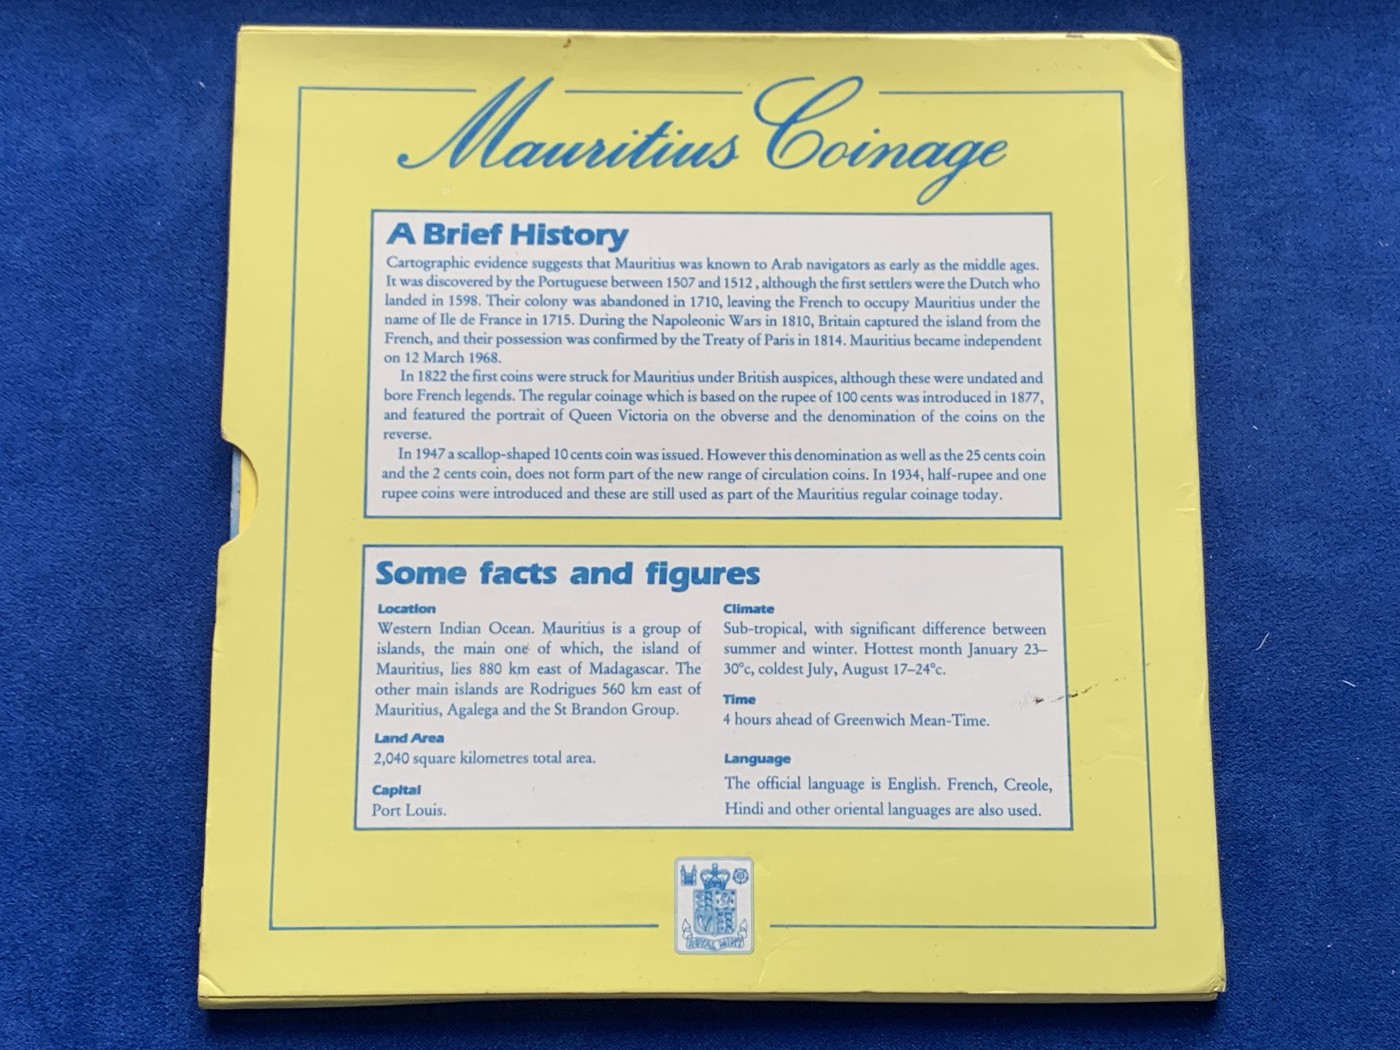 Mauritius Coinage
A Brief History
Cartographic evidence suggests that Mauritius was known to Arab navigators as early as the middle ages.
It was discovered by the Portuguese between 1507 and 1512, although the first settlers were the Dutch who
landed in 1598. Their colony was abandoned in 1710, leaving the French to occupy Mauritius under the
name of Ile de France in 1715. During the Napoleonic Wars in 1810, Britain captured the island from the
French, and their possession was confirmed by the Treaty of Paris in 1814. Mauritius became independent
on 12 March 1968.
In 1822 the first coins were struck for Mauritius under British auspices, although these were undated and
bore French legends. The regular coinage which is based on the rupee of 100 cents was introduced in 1877,
and featured the portrait of Queen Victoria on the obverse and the denomination of the coins on the
reverse.
In 1947 a scallop-shaped 10 cents coin was issued. However this denomination as well as the 25 cents coin
and the 2 cents coin, does not form part of the new range of circulation coins. In 1934, half-rupee and one
rupee coins were introduced and these are still used as part of the Mauritius regular coinage today.
Some facts and figures
Location
Western Indian Ocean. Mauritius is a group of
islands, the main one of which, the island of
Mauritius, lies 880 km east of Madagascar. The
other main islands are Rodrigues 560 km east of
Mauritius, Agalega and the St Brandon Group.
Land Area
2,040 square kilometres total area.
Capital
Port Louis.
Climate
Sub-tropical, with significant difference between
summer and winter. Hottest month January 23–
30°c, coldest July, August 17–24°c.
Time
4 hours ahead of Greenwich Mean-Time.
Language
The official language is English. French, Creole,
Hindi and other oriental languages are also used.
ROYAL MINT